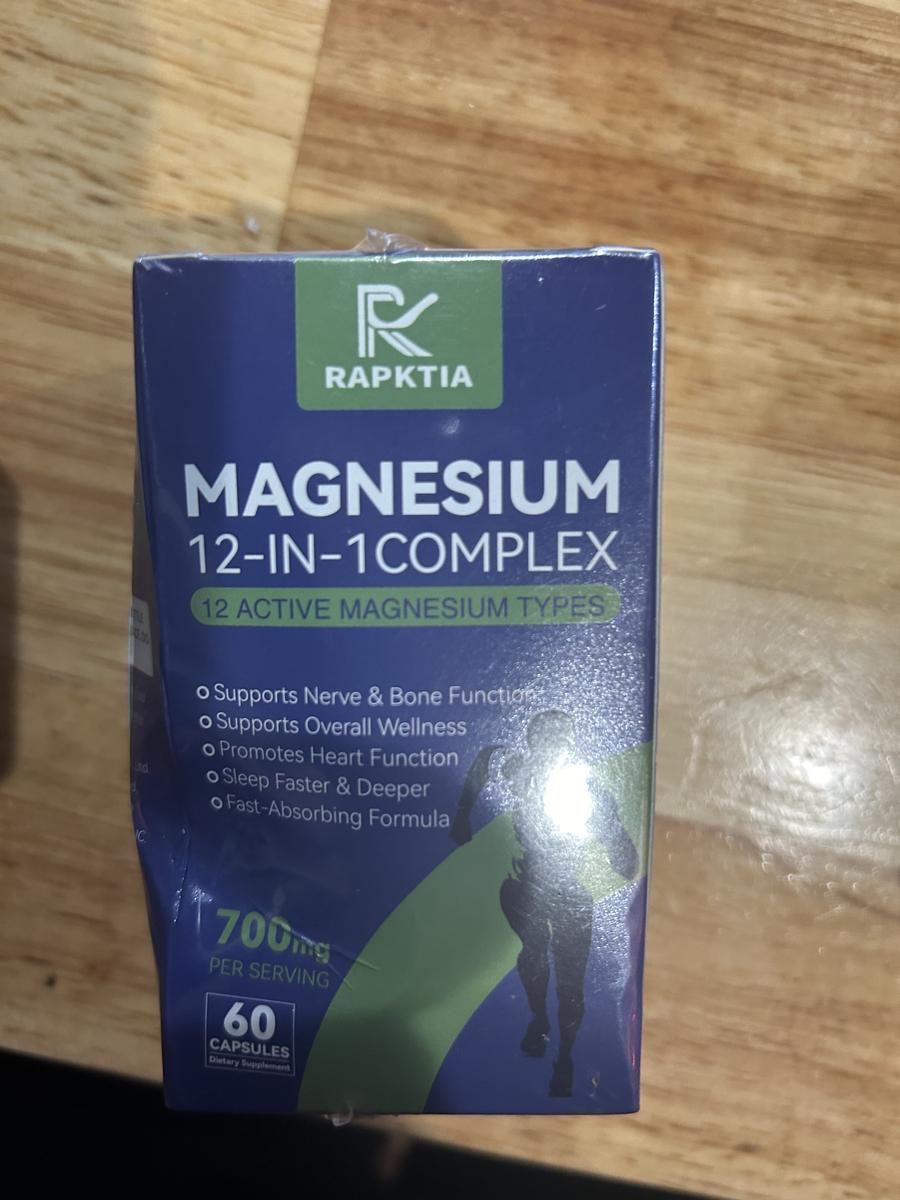 RAPKTIA
MAGNESIUM
12-IN-1COMPLEX
12 ACTIVE MAGNESIUM TYPES
Supports Nerve & Bone Function
Supports Overall Wellness
Promotes Heart Function
Sleep Faster & Deeper
Fast-Absorbing Formula
700mg
PER SERVING
60
CAPSULES
Dietary Supplement